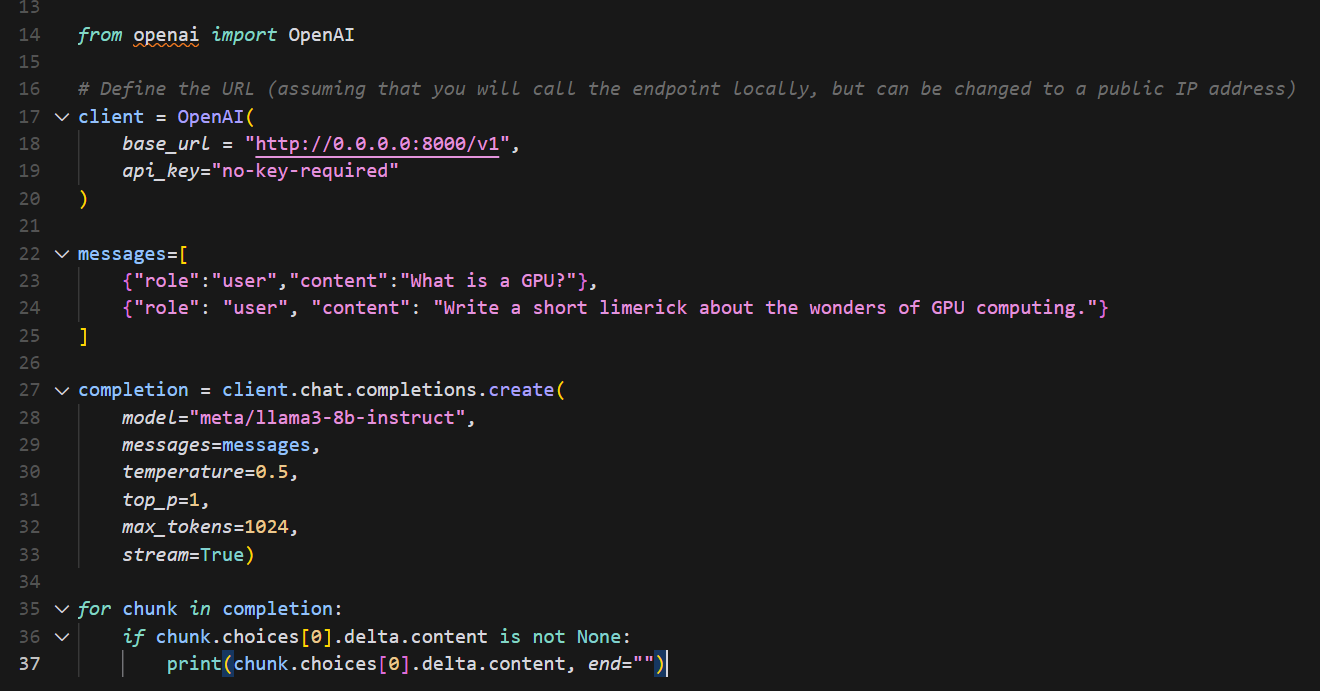 13
14 from openai import OpenAI
15
16 # Define the URL (assuming that you will call the endpoint locally, but can be changed to a public IP address)
17 client = OpenAI(
18     base_url = "http://0.0.0.0:8000/v1",
19     api_key="no-key-required"
20 )
21
22 messages=[
23     {"role":"user","content":"What is a GPU?"},
24     {"role": "user", "content": "Write a short limerick about the wonders of GPU computing."}
25 ]
26
27 completion = client.chat.completions.create(
28     model="meta/llama3-8b-instruct",
29     messages=messages,
30     temperature=0.5,
31     top_p=1,
32     max_tokens=1024,
33     stream=True)
34
35 for chunk in completion:
36     if chunk.choices[0].delta.content is not None:
37         print(chunk.choices[0].delta.content, end="")